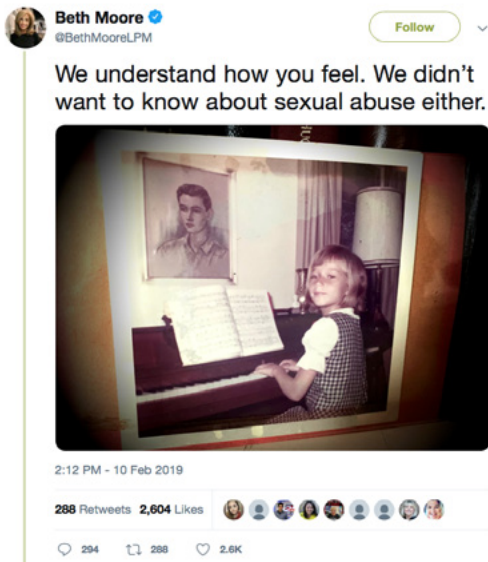 Beth Moore
@BethMooreLPM
Follow
We understand how you feel. We didn't
want to know about sexual abuse either.
2:12 PM - 10 Feb 2019
288 Retweets 2,604 Likes
294 288 2.6K